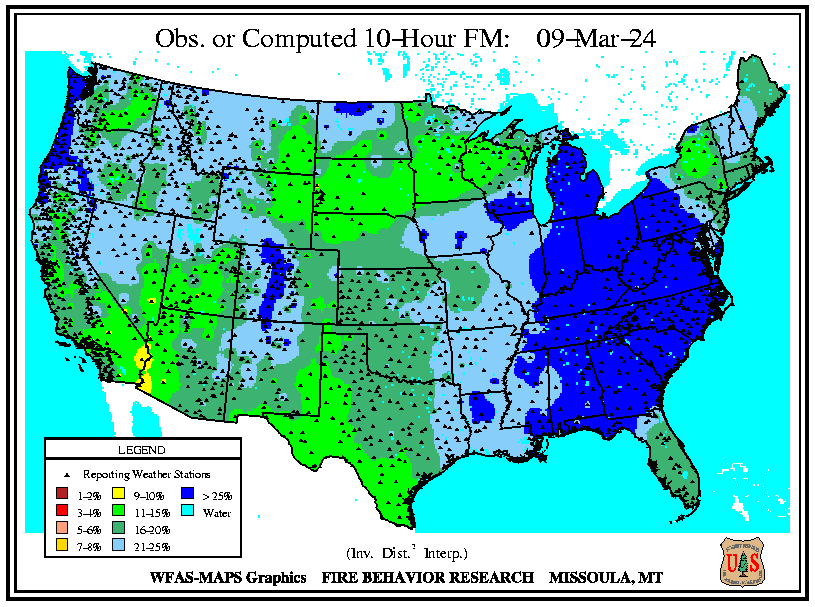 Obs. or Computed 10-Hour FM: 09-Mar-24
LEGEND
Reporting Weather Stations
1-2% 9-10% > 25%
3-4% 11-15% Water
5-6% 16-20%
7-8% 21-25%
(Inv. Dist.² Interp.)
WFAS-MAPS Graphics FIRE BEHAVIOR RESEARCH MISSOULA, MT
U S